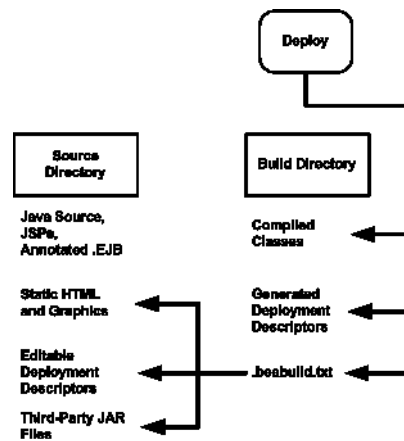 Deploy
Source
Directory
Build Directory
Java Source,
JSPs,
Annotated .EJB
Compiled
Classes
Static HTML
and Graphics
Generated
Deployment
Descriptors
Editable
Deployment
Descriptors
.beabuild.txt
Third-Party JAR
Files